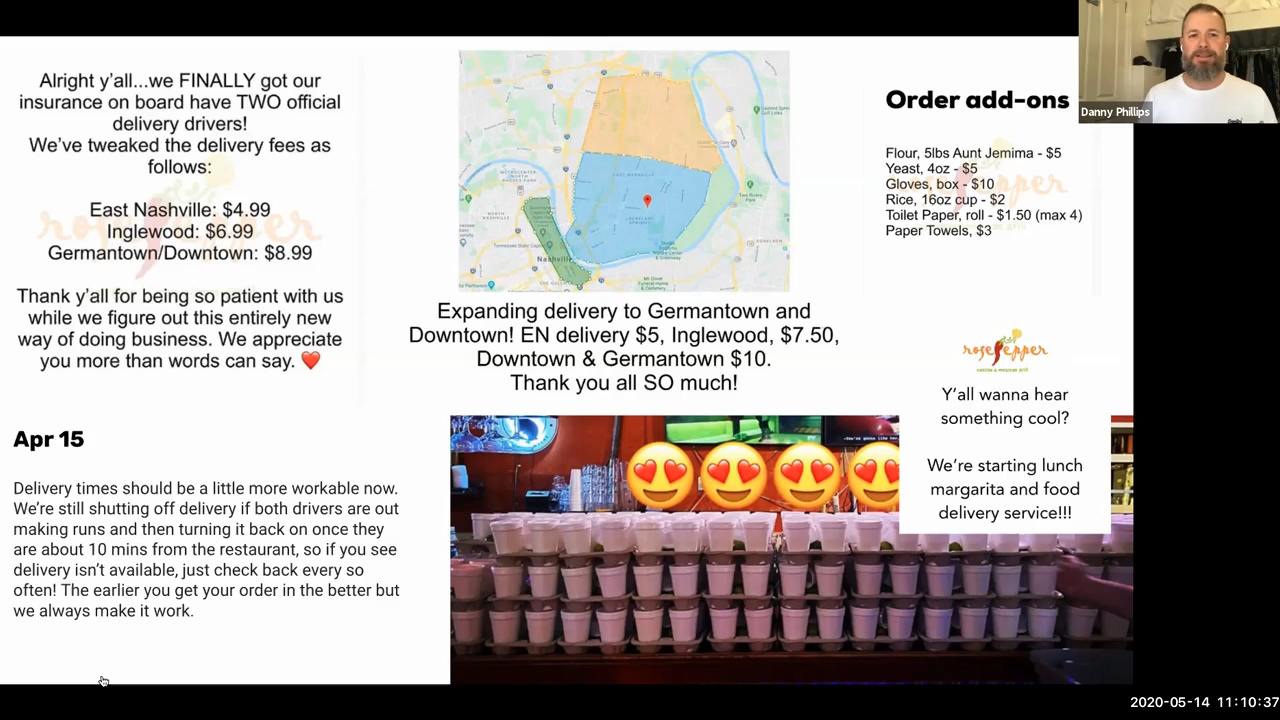 Alright y'all...we FINALLY got our
insurance on board have TWO official
delivery drivers!
We've tweaked the delivery fees as
follows:
East Nashville: $4.99
Inglewood: $6.99
Germantown/Downtown: $8.99
Thank y'all for being so patient with us
while we figure out this entirely new
way of doing business. We appreciate
you more than words can say. ❤️
Nashville
Expanding delivery to Germantown and
Downtown! EN delivery $5, Inglewood, $7.50,
Downtown & Germantown $10.
Thank you all SO much!
Order add-ons
Flour, 5lbs Aunt Jemima - $5
Yeast, 4oz - $5
Gloves, box - $10
Rice, 16oz cup - $2
Toilet Paper, roll - $1.50 (max 4)
Paper Towels, $3
Danny Phillips
rosepepper
cantina & mexican grill
Y'all wanna hear
something cool?
We're starting lunch
margarita and food
delivery service!!!
Apr 15
Delivery times should be a little more workable now.
We're still shutting off delivery if both drivers are out
making runs and then turning it back on once they
are about 10 mins from the restaurant, so if you see
delivery isn't available, just check back every so
often! The earlier you get your order in the better but
we always make it work.
2020-05-14 11:10:37